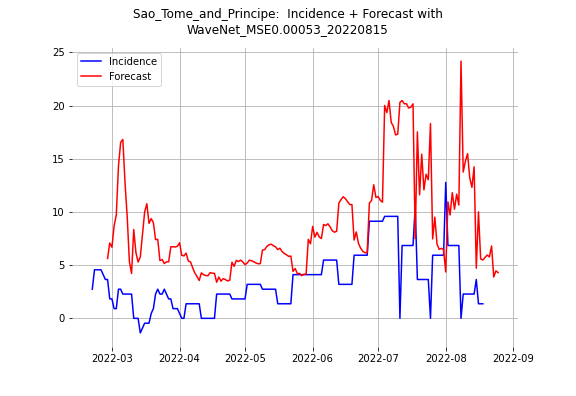 Sao_Tome_and_Principe:  Incidence + Forecast with
WaveNet_MSE0.00053_20220815
Incidence
Forecast
25
20
15
10
5
0
2022-03 2022-04 2022-05 2022-06 2022-07 2022-08 2022-09